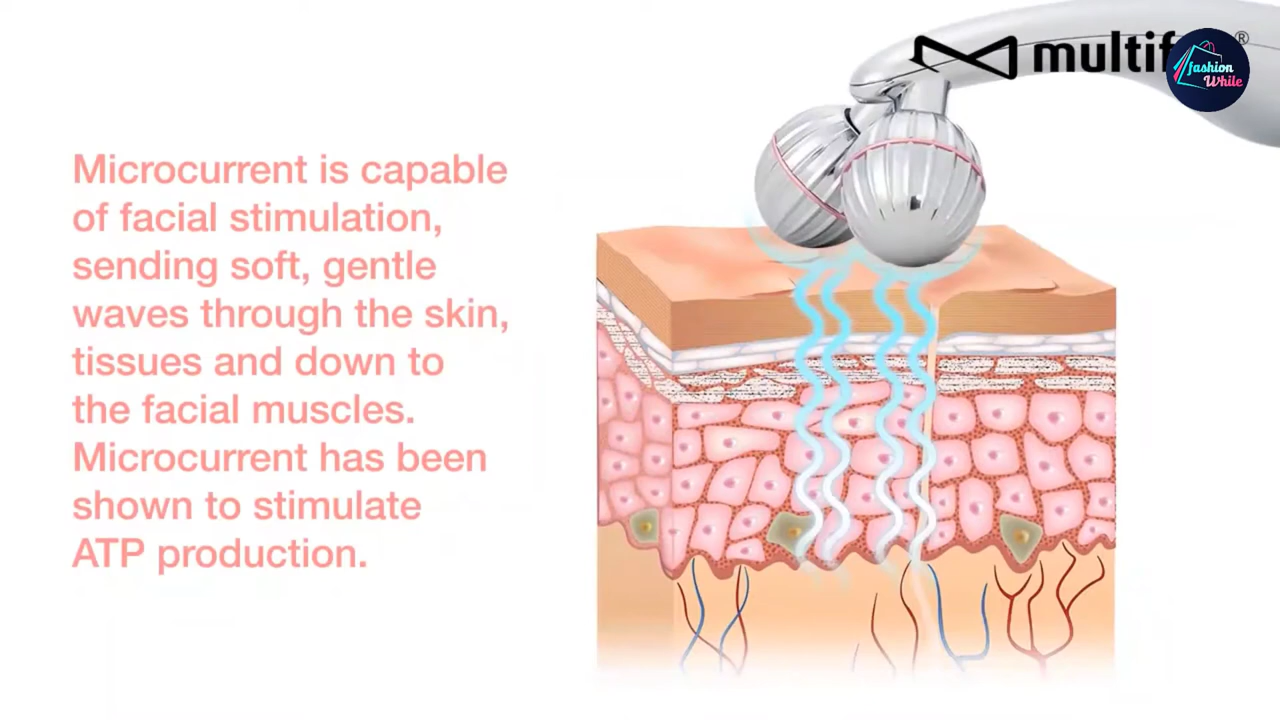 Microcurrent is capable
of facial stimulation,
sending soft, gentle
waves through the skin,
tissues and down to
the facial muscles.
Microcurrent has been
shown to stimulate
ATP production.
®
fashion
While